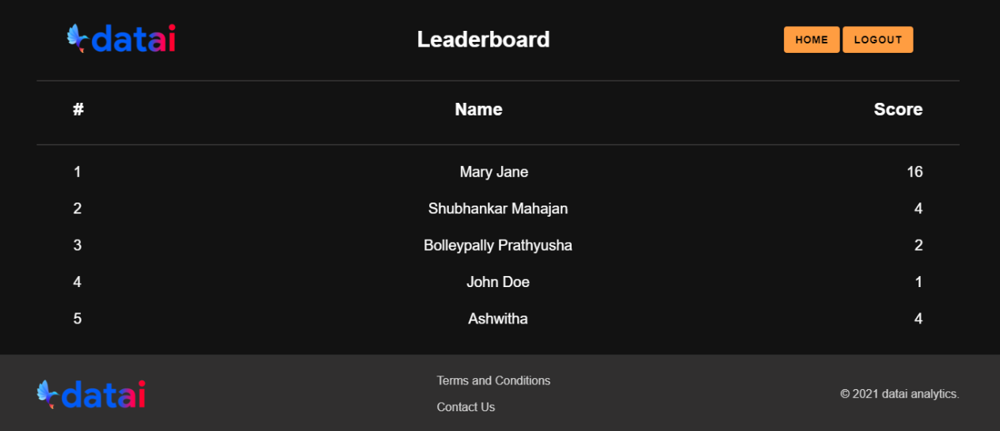 datai Leaderboard HOME LOGOUT
# Name Score
1 Mary Jane 16
2 Shubhankar Mahajan 4
3 Bolleypally Prathyusha 2
4 John Doe 1
5 Ashwitha 4
datai
Terms and Conditions
Contact Us
© 2021 datai analytics.